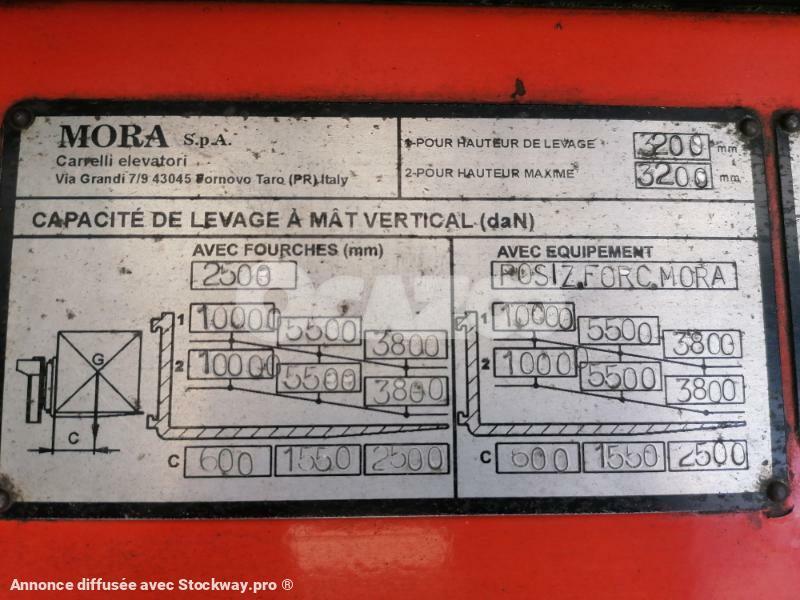 MORA S.p.A.
Carrelli elevatori
Via Grandi 7/9 43045 Fornovo Taro (PR) Italy
1-POUR HAUTEUR DE LEVAGE 3200 mm
2-POUR HAUTEUR MAXIME 3200 mm
CAPACITÉ DE LEVAGE À MÂT VERTICAL (daN)
AVEC FOURCHES (mm)
2500
1 10000 5500 3800
2 10000 5500 3800
G
C
C 600 1550 2500
AVEC EQUIPEMENT
POSIZ.FORC.MORA
1 10000 5500 3800
2 1000 5500 3800
C 600 1550 2500
OCAZOO
Annonce diffusée avec Stockway.pro ®